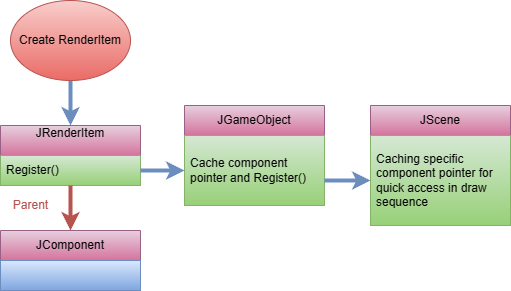 Create RenderItem
JRenderItem
Register()
Parent
JComponent
JGameObject
Cache component
pointer and Register()
JScene
Caching specific
component pointer for
quick access in draw
sequence